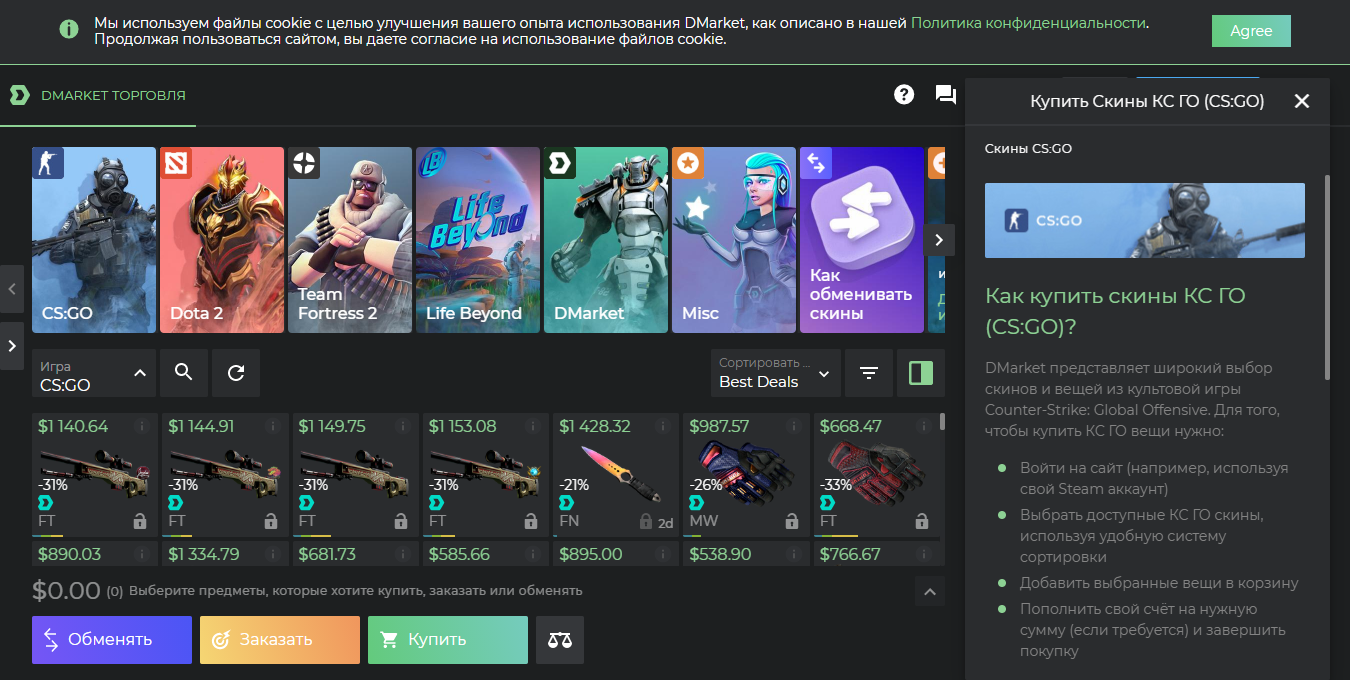 Мы используем файлы cookie с целью улучшения вашего опыта использования DMarket, как описано в нашей Политика конфиденциальности.
Продолжая пользоваться сайтом, вы даете согласие на использование файлов cookie.
Agree
DMARKET ТОРГОВЛЯ
Купить Скины КС ГО (CS:GO)
CS:GO
Dota 2
Team
Fortress 2
Life Beyond
Life Beyond
DMarket
Misc
Как
обменивать
скины
Игра
CS:GO
Сортировать ...
Best Deals
$1 140.64
$1 144.91
$1 149.75
$1 153.08
$1 428.32
$987.57
$668.47
-31%
-31%
-31%
-31%
-21%
-26%
-33%
FT
FT
FT
FT
FN
2d
MW
FT
$890.03
$1 334.79
$681.73
$585.66
$895.00
$538.90
$766.67
$0.00 (0) Выберите предметы, которые хотите купить, заказать или обменять
Обменять
Заказать
Купить
Скины CS:GO
CS:GO
Как купить скины КС ГО
(CS:GO)?
DMarket представляет широкий выбор
скинов и вещей из культовой игры
Counter-Strike: Global Offensive. Для того,
чтобы купить КС ГО вещи нужно:
Войти на сайт (например, используя
свой Steam аккаунт)
Выбрать доступные КС ГО скины,
используя удобную систему
сортировки
Добавить выбранные вещи в корзину
Пополнить свой счёт на нужную
сумму (если требуется) и завершить
покупку